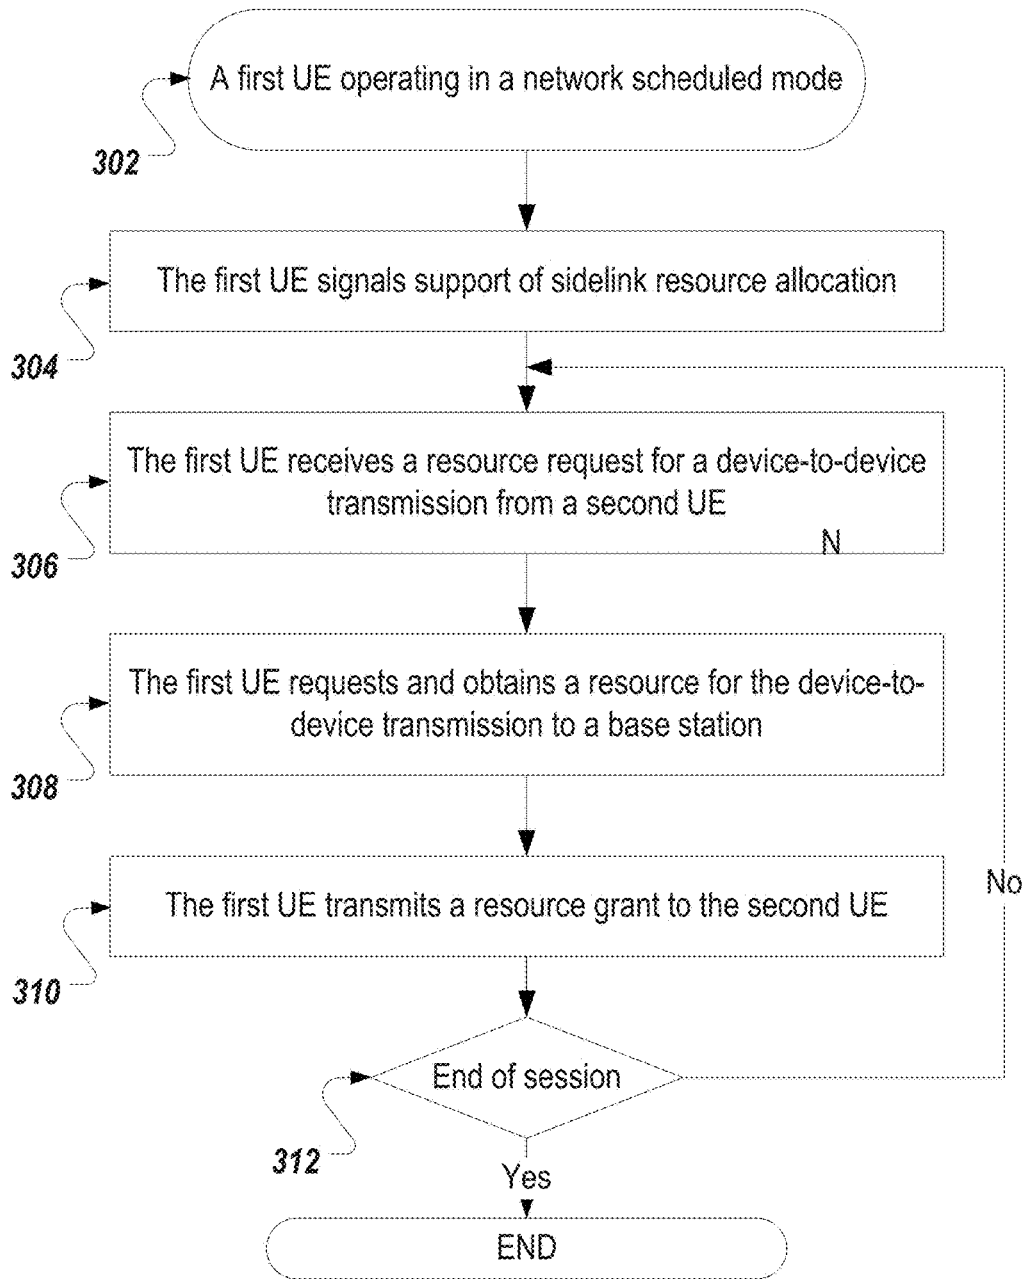 A first UE operating in a network scheduled mode
302
The first UE signals support of sidelink resource allocation
304
The first UE receives a resource request for a device-to-device
transmission from a second UE
N
306
The first UE requests and obtains a resource for the device-to-
device transmission to a base station
308
No
The first UE transmits a resource grant to the second UE
310
End of session
312
Yes
END